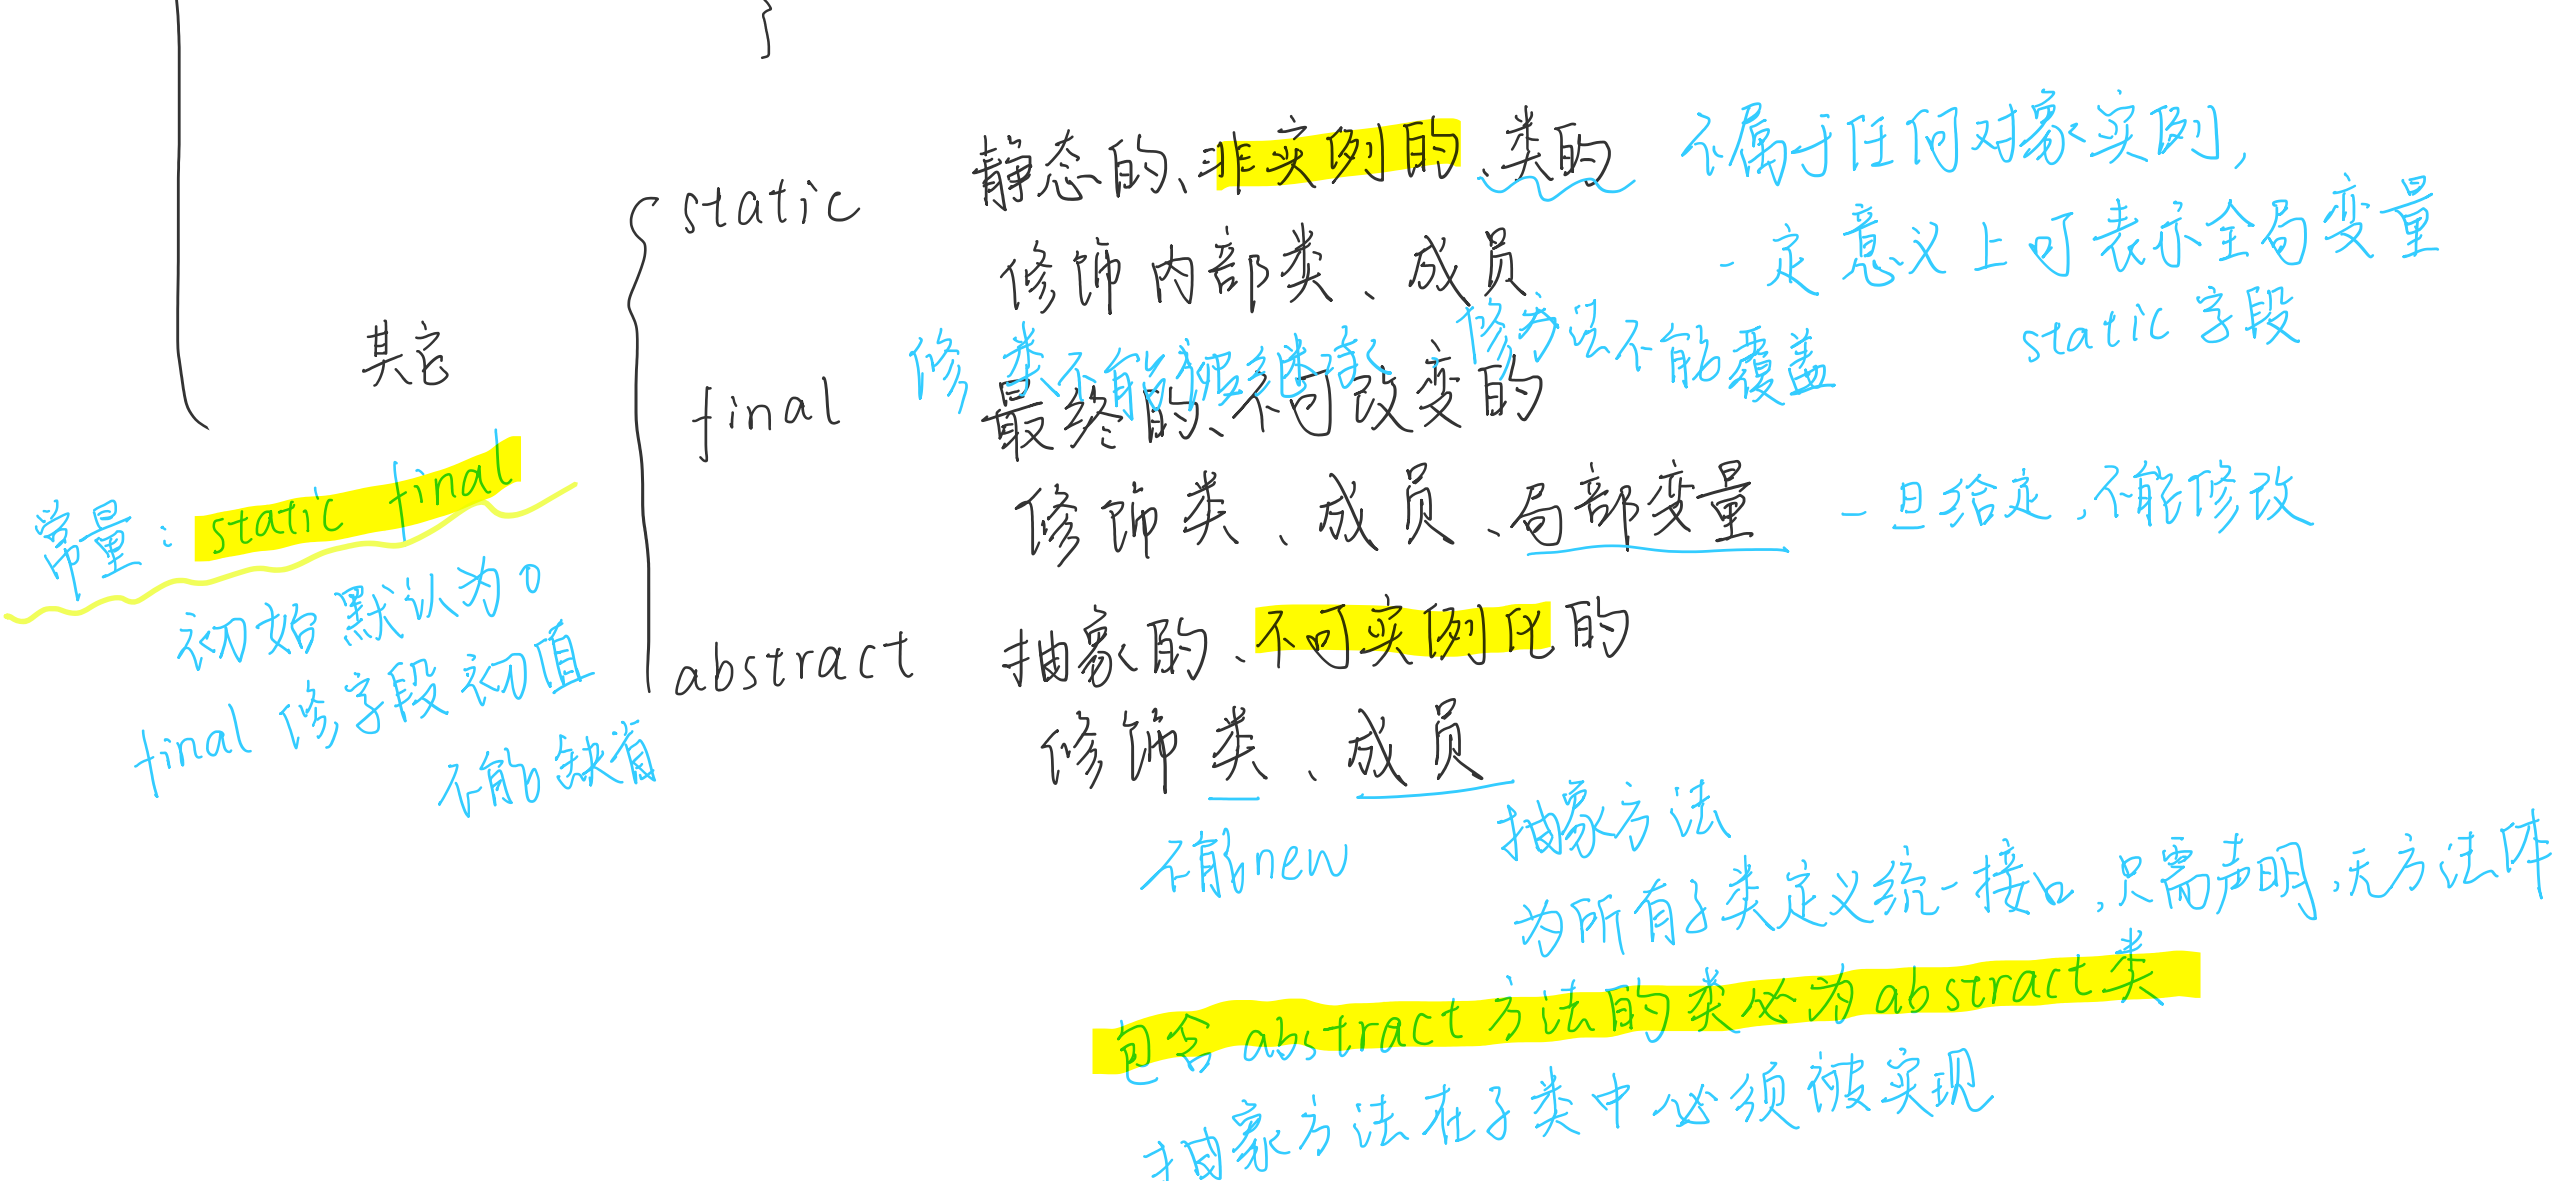 }
静态的、非实例的、类的 不属于任何对象实例,
static
修饰内部类、成员 一定意义上可表示全局变量
static 字段
其它
修类不能被继承 修方法不能覆盖
final 最终的、不可改变的
常量: static final
修饰类、成员、局部变量 一旦给定,不能修改
初始默认为0
final 修字段初值
不能缺省
abstract 抽象的、不可实例化的
修饰类、成员
不能new 抽象方法
为所有子类定义统一接口,只需声明,无方法体
包含 abstract 方法的类必为 abstract 类
抽象方法在子类中必须被实现